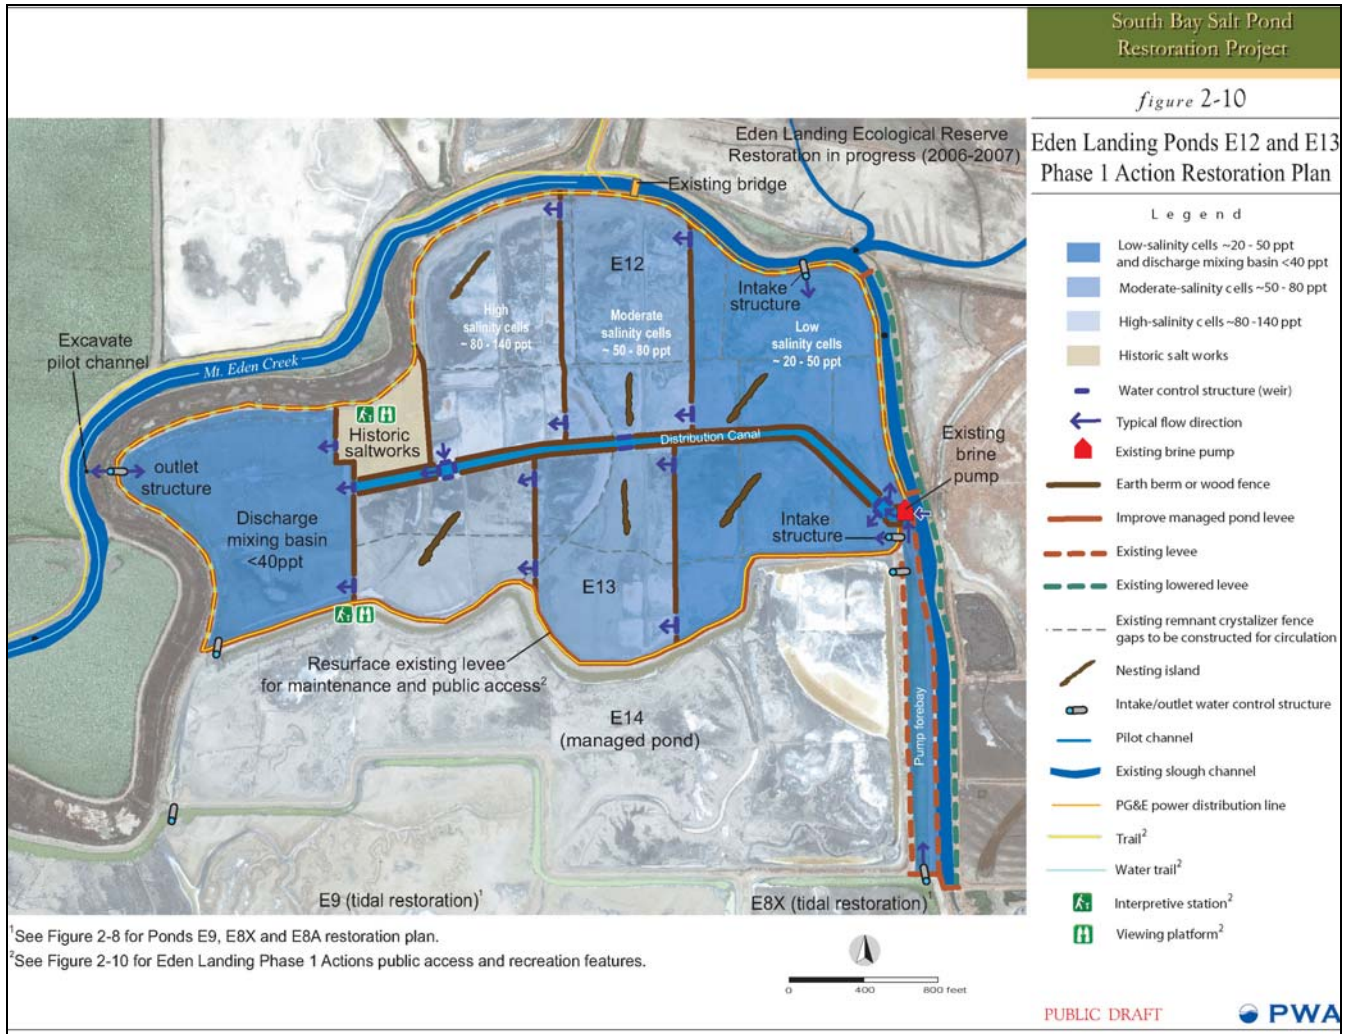 South Bay Salt Pond
Restoration Project
figure 2-10
Eden Landing Ponds E12 and E13
Phase 1 Action Restoration Plan
Legend
Low-salinity cells ~20 - 50 ppt
and discharge mixing basin <40 ppt
Moderate-salinity cells ~50 - 80 ppt
High-salinity cells ~80 -140 ppt
Historic salt works
Water control structure (weir)
Typical flow direction
Existing brine pump
Earth berm or wood fence
Improve managed pond levee
Existing levee
Existing lowered levee
Existing remnant crystalizer fence
gaps to be constructed for circulation
Nesting island
Intake/outlet water control structure
Pilot channel
Existing slough channel
PG&E power distribution line
Trail2
Water trail2
Interpretive station2
Viewing platform2
PUBLIC DRAFT
PWA
Eden Landing Ecological Reserve
Restoration in progress (2006-2007)
Existing bridge
E12
Intake
structure
High
salinity cells
~ 80 - 140 ppt
Moderate
salinity cells
~ 50 - 80 ppt
Low
salinity cells
~ 20 - 50 ppt
Excavate
pilot channel
Mt. Eden Creek
Historic
saltworks
Distribution Canal
Existing
brine
pump
outlet
structure
Discharge
mixing basin
<40ppt
Intake
structure
E13
Resurface existing levee
for maintenance and public access2
E14
(managed pond)
Pump forebay
E9 (tidal restoration)1
E8X (tidal restoration)1
1See Figure 2-8 for Ponds E9, E8X and E8A restoration plan.
2See Figure 2-10 for Eden Landing Phase 1 Actions public access and recreation features.
0 400 800 feet